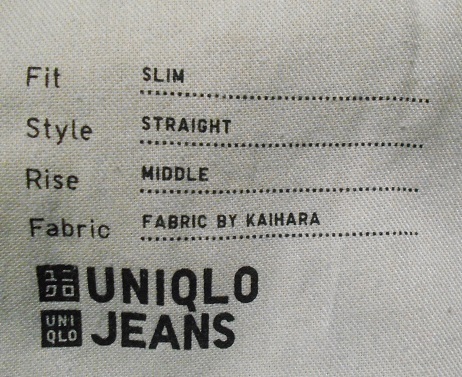 Fit SLIM
Style STRAIGHT
Rise MIDDLE
Fabric FABRIC BY KAIHARA
ユニ UNIQLO
クロ
UNI JEANS
QLO